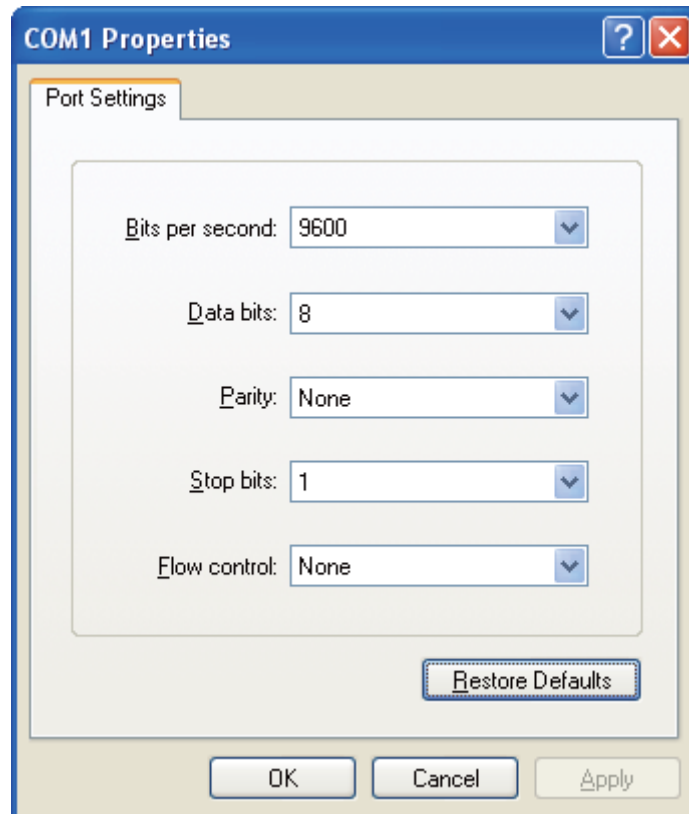 COM1 Properties
Port Settings
Bits per second: 9600
Data bits: 8
Parity: None
Stop bits: 1
Flow control: None
Restore Defaults
OK Cancel Apply